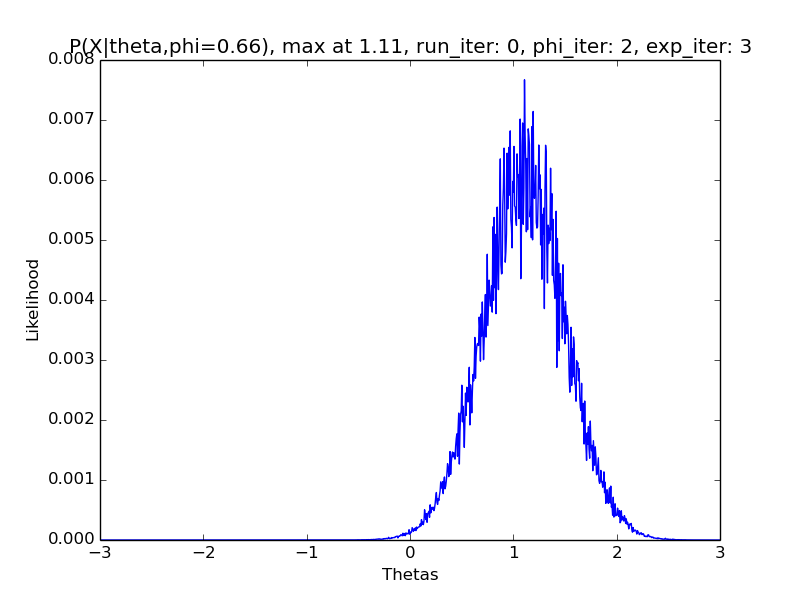 P(X|theta,phi=0.66), max at 1.11, run_iter: 0, phi_iter: 2, exp_iter: 3
0.008
0.007
0.006
0.005
0.004
0.003
0.002
0.001
0.000
Likelihood
−3 −2 −1 0 1 2 3
Thetas